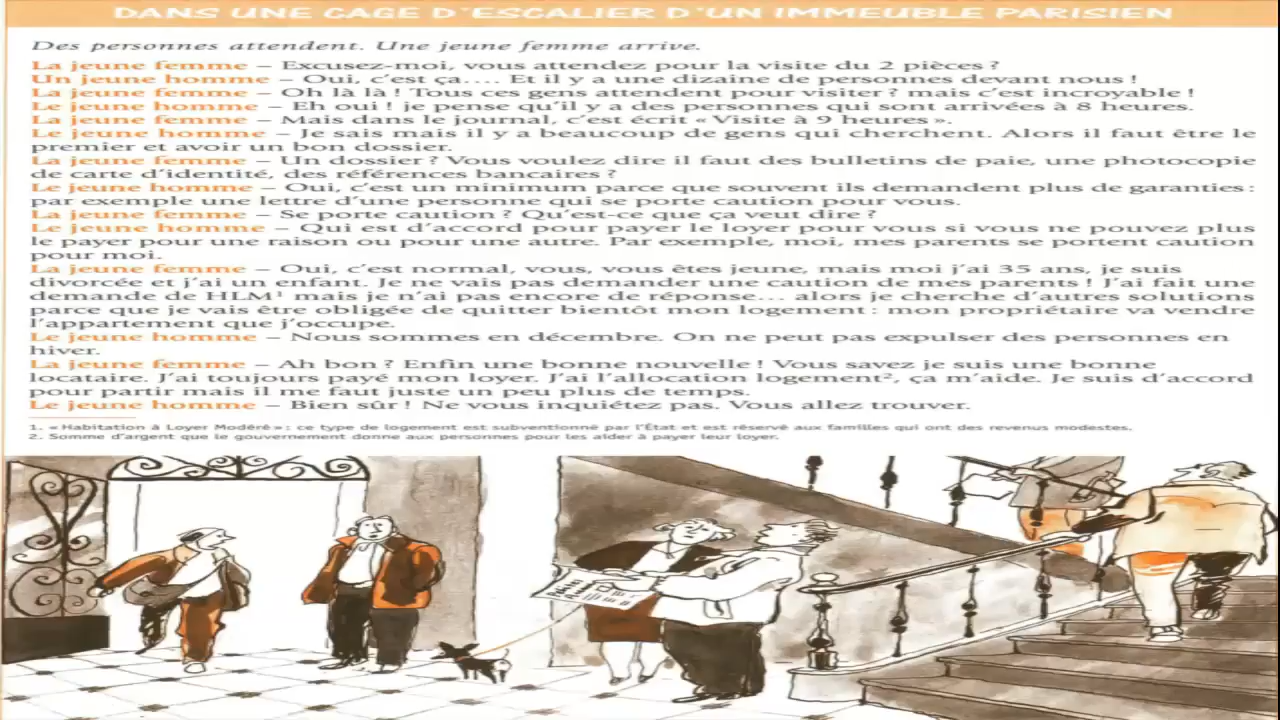 DANS UNE CAGE D'ESCALIER D'UN IMMEUBLE PARISIEN
Des personnes attendent. Une jeune femme arrive.
La jeune femme – Excusez-moi, vous attendez pour la visite du 2 pièces ?
Un jeune homme – Oui, c'est ça.... Et il y a une dizaine de personnes devant nous !
La jeune femme – Oh là là ! Tous ces gens attendent pour visiter ? mais c'est incroyable !
Le jeune homme – Eh oui ! je pense qu'il y a des personnes qui sont arrivées à 8 heures.
La jeune femme – Mais dans le journal, c'est écrit « Visite à 9 heures ».
Le jeune homme – Je sais mais il y a beaucoup de gens qui cherchent. Alors il faut être le
premier et avoir un bon dossier.
La jeune femme – Un dossier ? Vous voulez dire il faut des bulletins de paie, une photocopie
de carte d'identité, des références bancaires ?
Le jeune homme – Oui, c'est un minimum parce que souvent ils demandent plus de garanties :
par exemple une lettre d'une personne qui se porte caution pour vous.
La jeune femme – Se porte caution ? Qu'est-ce que ça veut dire ?
Le jeune homme – Qui est d'accord pour payer le loyer pour vous si vous ne pouvez plus
le payer pour une raison ou pour une autre. Par exemple, moi, mes parents se portent caution
pour moi.
La jeune femme – Oui, c'est normal, vous, vous êtes jeune, mais moi j'ai 35 ans, je suis
divorcée et j'ai un enfant. Je ne vais pas demander une caution de mes parents ! J'ai fait une
demande de HLM¹ mais je n'ai pas encore de réponse... alors je cherche d'autres solutions
parce que je vais être obligée de quitter bientôt mon logement : mon propriétaire va vendre
l'appartement que j'occupe.
Le jeune homme – Nous sommes en décembre. On ne peut pas expulser des personnes en
hiver.
La jeune femme – Ah bon ? Enfin une bonne nouvelle ! Vous savez je suis une bonne
locataire. J'ai toujours payé mon loyer. J'ai l'allocation logement², ça m'aide. Je suis d'accord
pour partir mais il me faut juste un peu plus de temps.
Le jeune homme – Bien sûr ! Ne vous inquiétez pas. Vous allez trouver.
1. « Habitation à Loyer Modéré » : ce type de logement est subventionné par l'État et est réservé aux familles qui ont des revenus modestes.
2. Somme d'argent que le gouvernement donne aux personnes pour les aider à payer leur loyer.